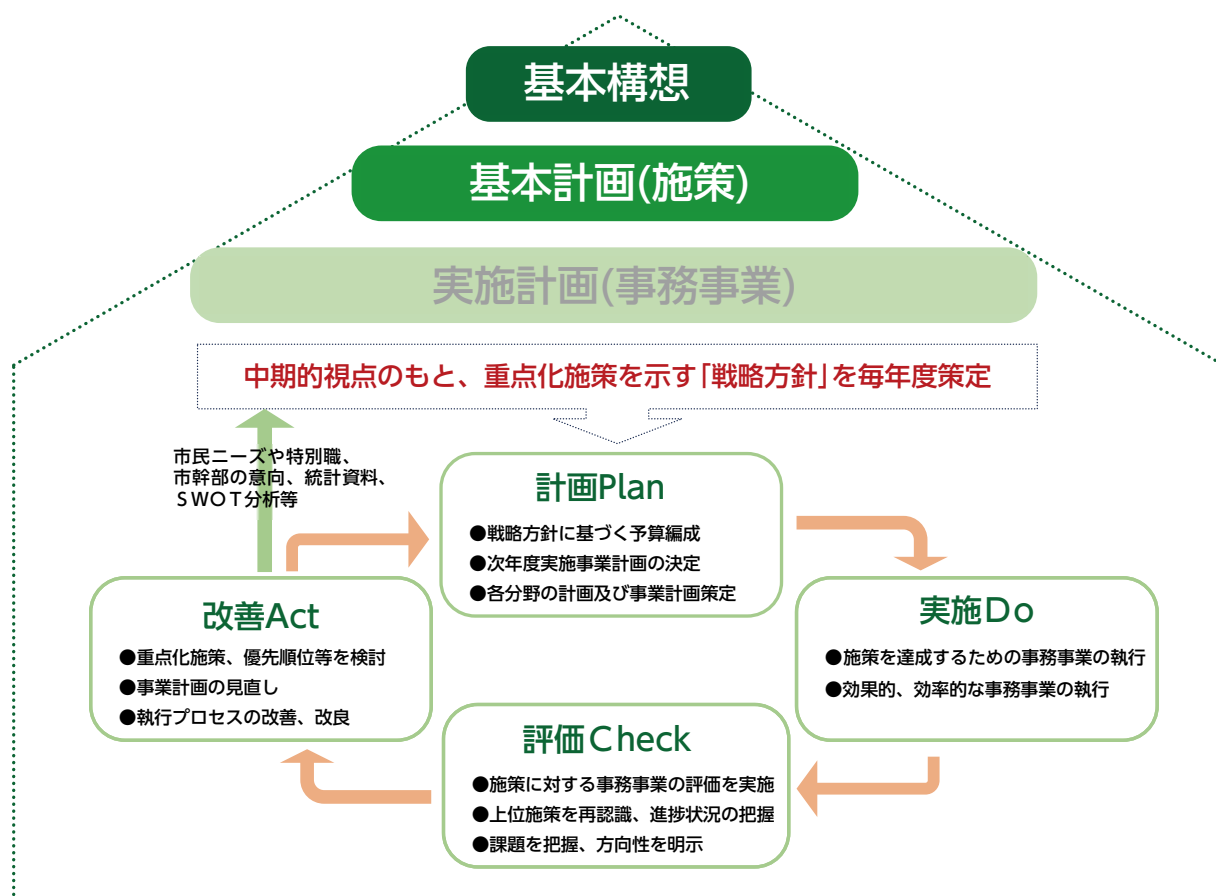 基本構想
基本計画(施策)
実施計画(事務事業)
中期的視点のもと、重点化施策を示す「戦略方針」を毎年度策定
市民ニーズや特別職、
市幹部の意向、統計資料、
ＳＷＯＴ分析等
計画Plan
●戦略方針に基づく予算編成
●次年度実施事業計画の決定
●各分野の計画及び事業計画策定
改善Act
●重点化施策、優先順位等を検討
●事業計画の見直し
●執行プロセスの改善、改良
実施Ｄo
●施策を達成するための事務事業の執行
●効果的、効率的な事務事業の執行
評価Ｃheck
●施策に対する事務事業の評価を実施
●上位施策を再認識、進捗状況の把握
●課題を把握、方向性を明示